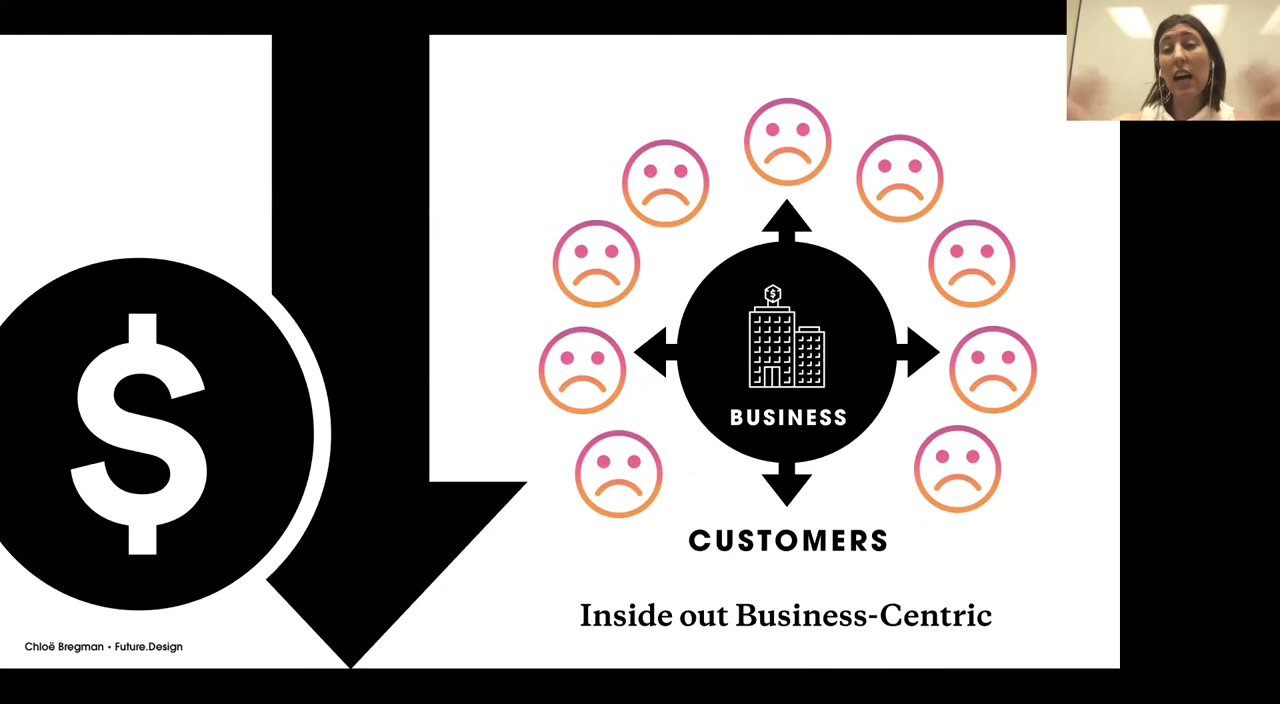 $
$
BUSINESS
CUSTOMERS
Inside out Business-Centric
Chloë Bregman • Future.Design